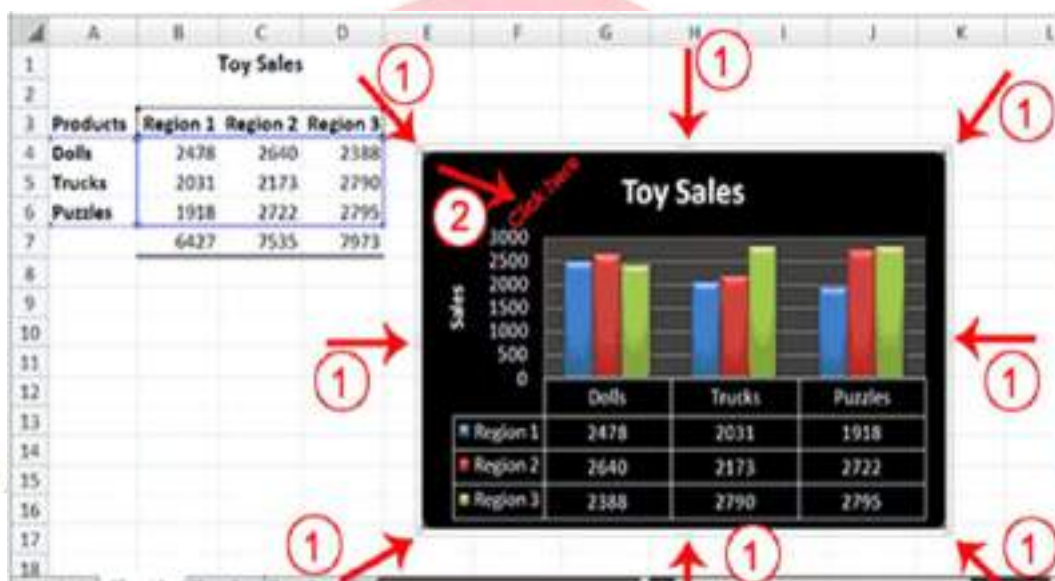 A B C D E F G H I J K L
1 Toy Sales
2
3 Products Region 1 Region 2 Region 3
4 Dolls 2478 2640 2388
5 Trucks 2031 2173 2790
6 Puzzles 1918 2722 2795
7 6427 7535 7973
8
9
10
11
12
13
14
15
16
17
18
1
1
1
2
Click here
Toy Sales
Sales
3000
2500
2000
1500
1000
500
0
1
1
Dolls Trucks Puzzles
Region 1 2478 2031 1918
Region 2 2640 2173 2722
Region 3 2388 2790 2795
1
1
1